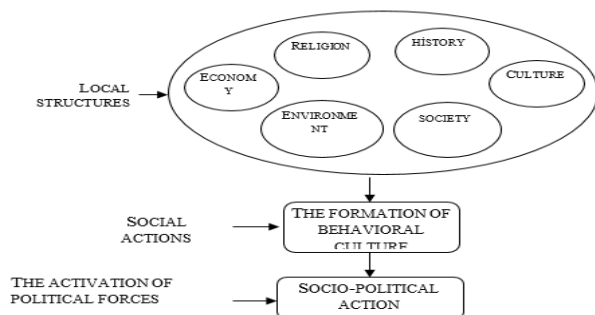 RELIGION
HİSTORY
ECONOM
Y
CULTURE
LOCAL
STRUCTURES
ENVIRONME
NT
SOCIETY
THE FORMATION OF
BEHAVIORAL
CULTURE
SOCIAL
ACTIONS
THE ACTIVATION OF
POLITICAL FORCES
SOCIO-POLITICAL
ACTION